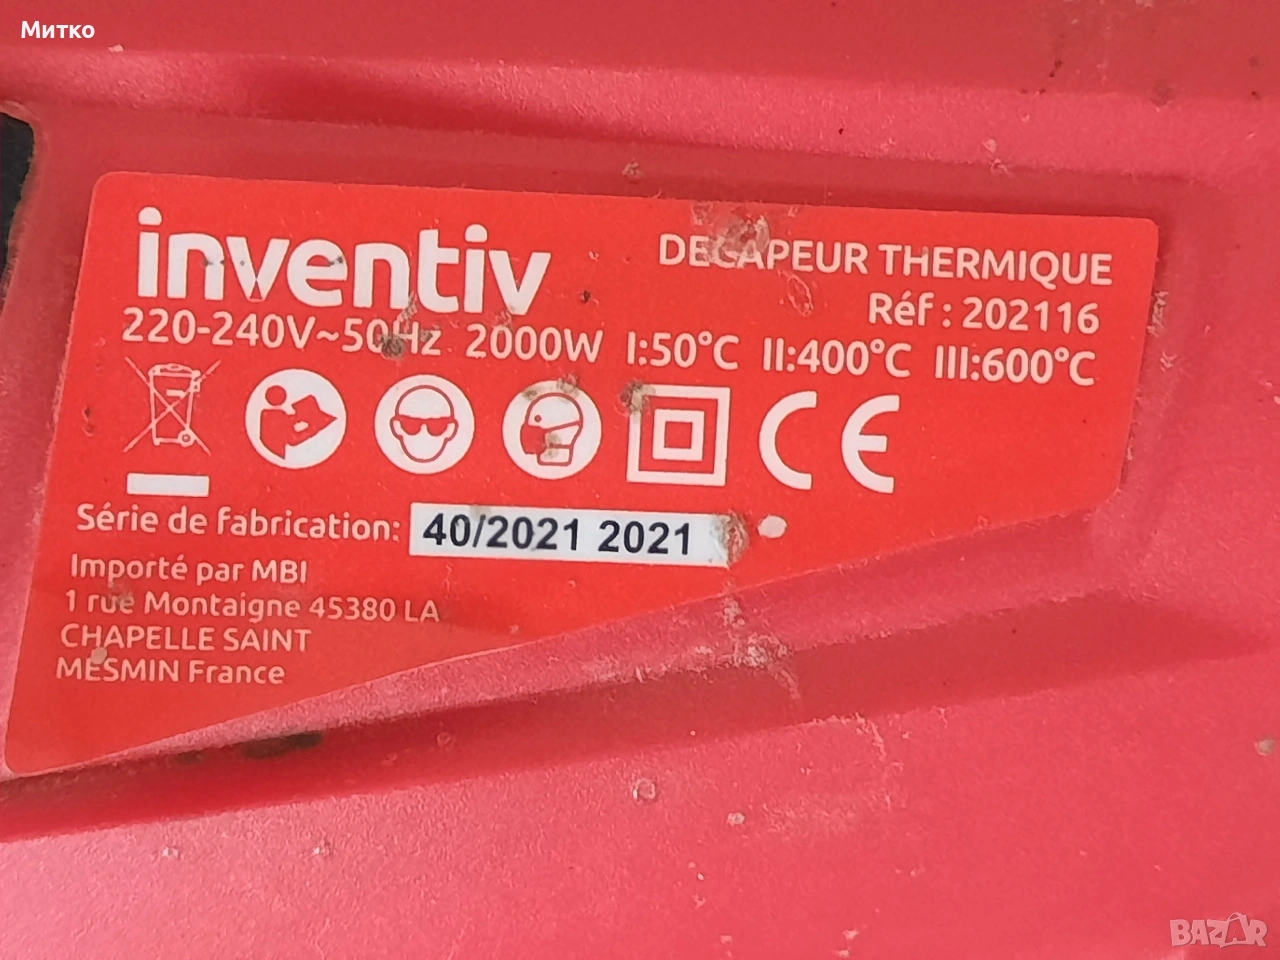 Митко
inventiv
DECAPEUR THERMIQUE
Réf : 202116
220-240V~50Hz 2000W I:50°C II:400°C III:600°C
CE
Série de fabrication: 40/2021 2021
Importé par MBI
1 rue Montaigne 45380 LA
CHAPELLE SAINT
MESMIN France
BAZAR